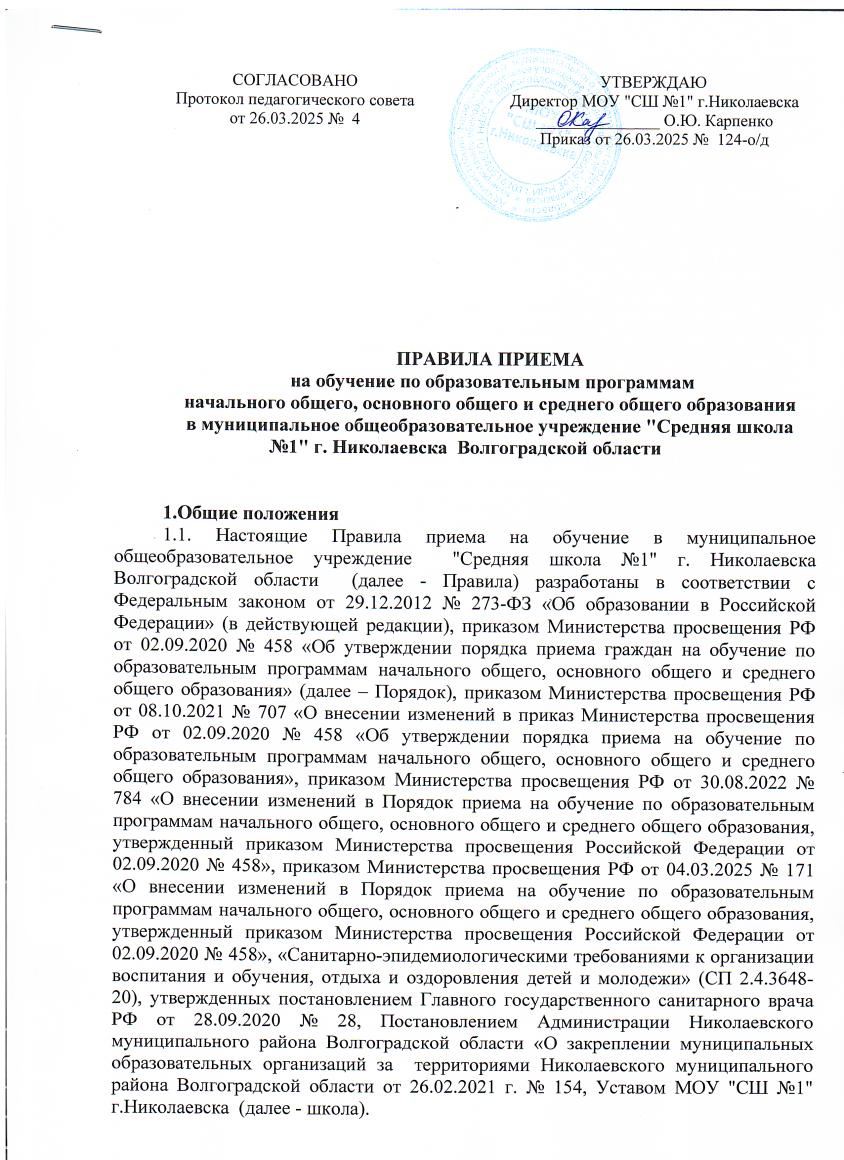 СОГЛАСОВАНО
Протокол педагогического совета
от 26.03.2025 № 4
УТВЕРЖДАЮ
Директор МОУ "СШ №1" г.Николаевска
О.Ю. Карпенко
Приказ от 26.03.2025 № 124-о/д
ПРАВИЛА ПРИЕМА
на обучение по образовательным программам
начального общего, основного общего и среднего общего образования
в муниципальное общеобразовательное учреждение "Средняя школа
№1" г. Николаевска Волгоградской области
1.Общие положения
1.1. Настоящие Правила приема на обучение в муниципальное
общеобразовательное учреждение "Средняя школа №1" г. Николаевска
Волгоградской области (далее - Правила) разработаны в соответствии с
Федеральным законом от 29.12.2012 № 273-ФЗ «Об образовании в Российской
Федерации» (в действующей редакции), приказом Министерства просвещения РФ
от 02.09.2020 № 458 «Об утверждении порядка приема граждан на обучение по
образовательным программам начального общего, основного общего и среднего
общего образования» (далее – Порядок), приказом Министерства просвещения РФ
от 08.10.2021 № 707 «О внесении изменений в приказ Министерства просвещения
РФ от 02.09.2020 № 458 «Об утверждении порядка приема на обучение по
образовательным программам начального общего, основного общего и среднего
общего образования», приказом Министерства просвещения РФ от 30.08.2022 №
784 «О внесении изменений в Порядок приема на обучение по образовательным
программам начального общего, основного общего и среднего общего образования,
утвержденный приказом Министерства просвещения Российской Федерации от
02.09.2020 № 458», приказом Министерства просвещения РФ от 04.03.2025 № 171
«О внесении изменений в Порядок приема на обучение по образовательным
программам начального общего, основного общего и среднего общего образования,
утвержденный приказом Министерства просвещения Российской Федерации от
02.09.2020 № 458», «Санитарно-эпидемиологическими требованиями к организации
воспитания и обучения, отдыха и оздоровления детей и молодежи» (СП 2.4.3648-
20), утвержденных постановлением Главного государственного санитарного врача
РФ от 28.09.2020 № 28, Постановлением Администрации Николаевского
муниципального района Волгоградской области «О закреплении муниципальных
образовательных организаций за территориями Николаевского муниципального
района Волгоградской области от 26.02.2021 г. № 154, Уставом МОУ "СШ №1"
г.Николаевска (далее - школа).